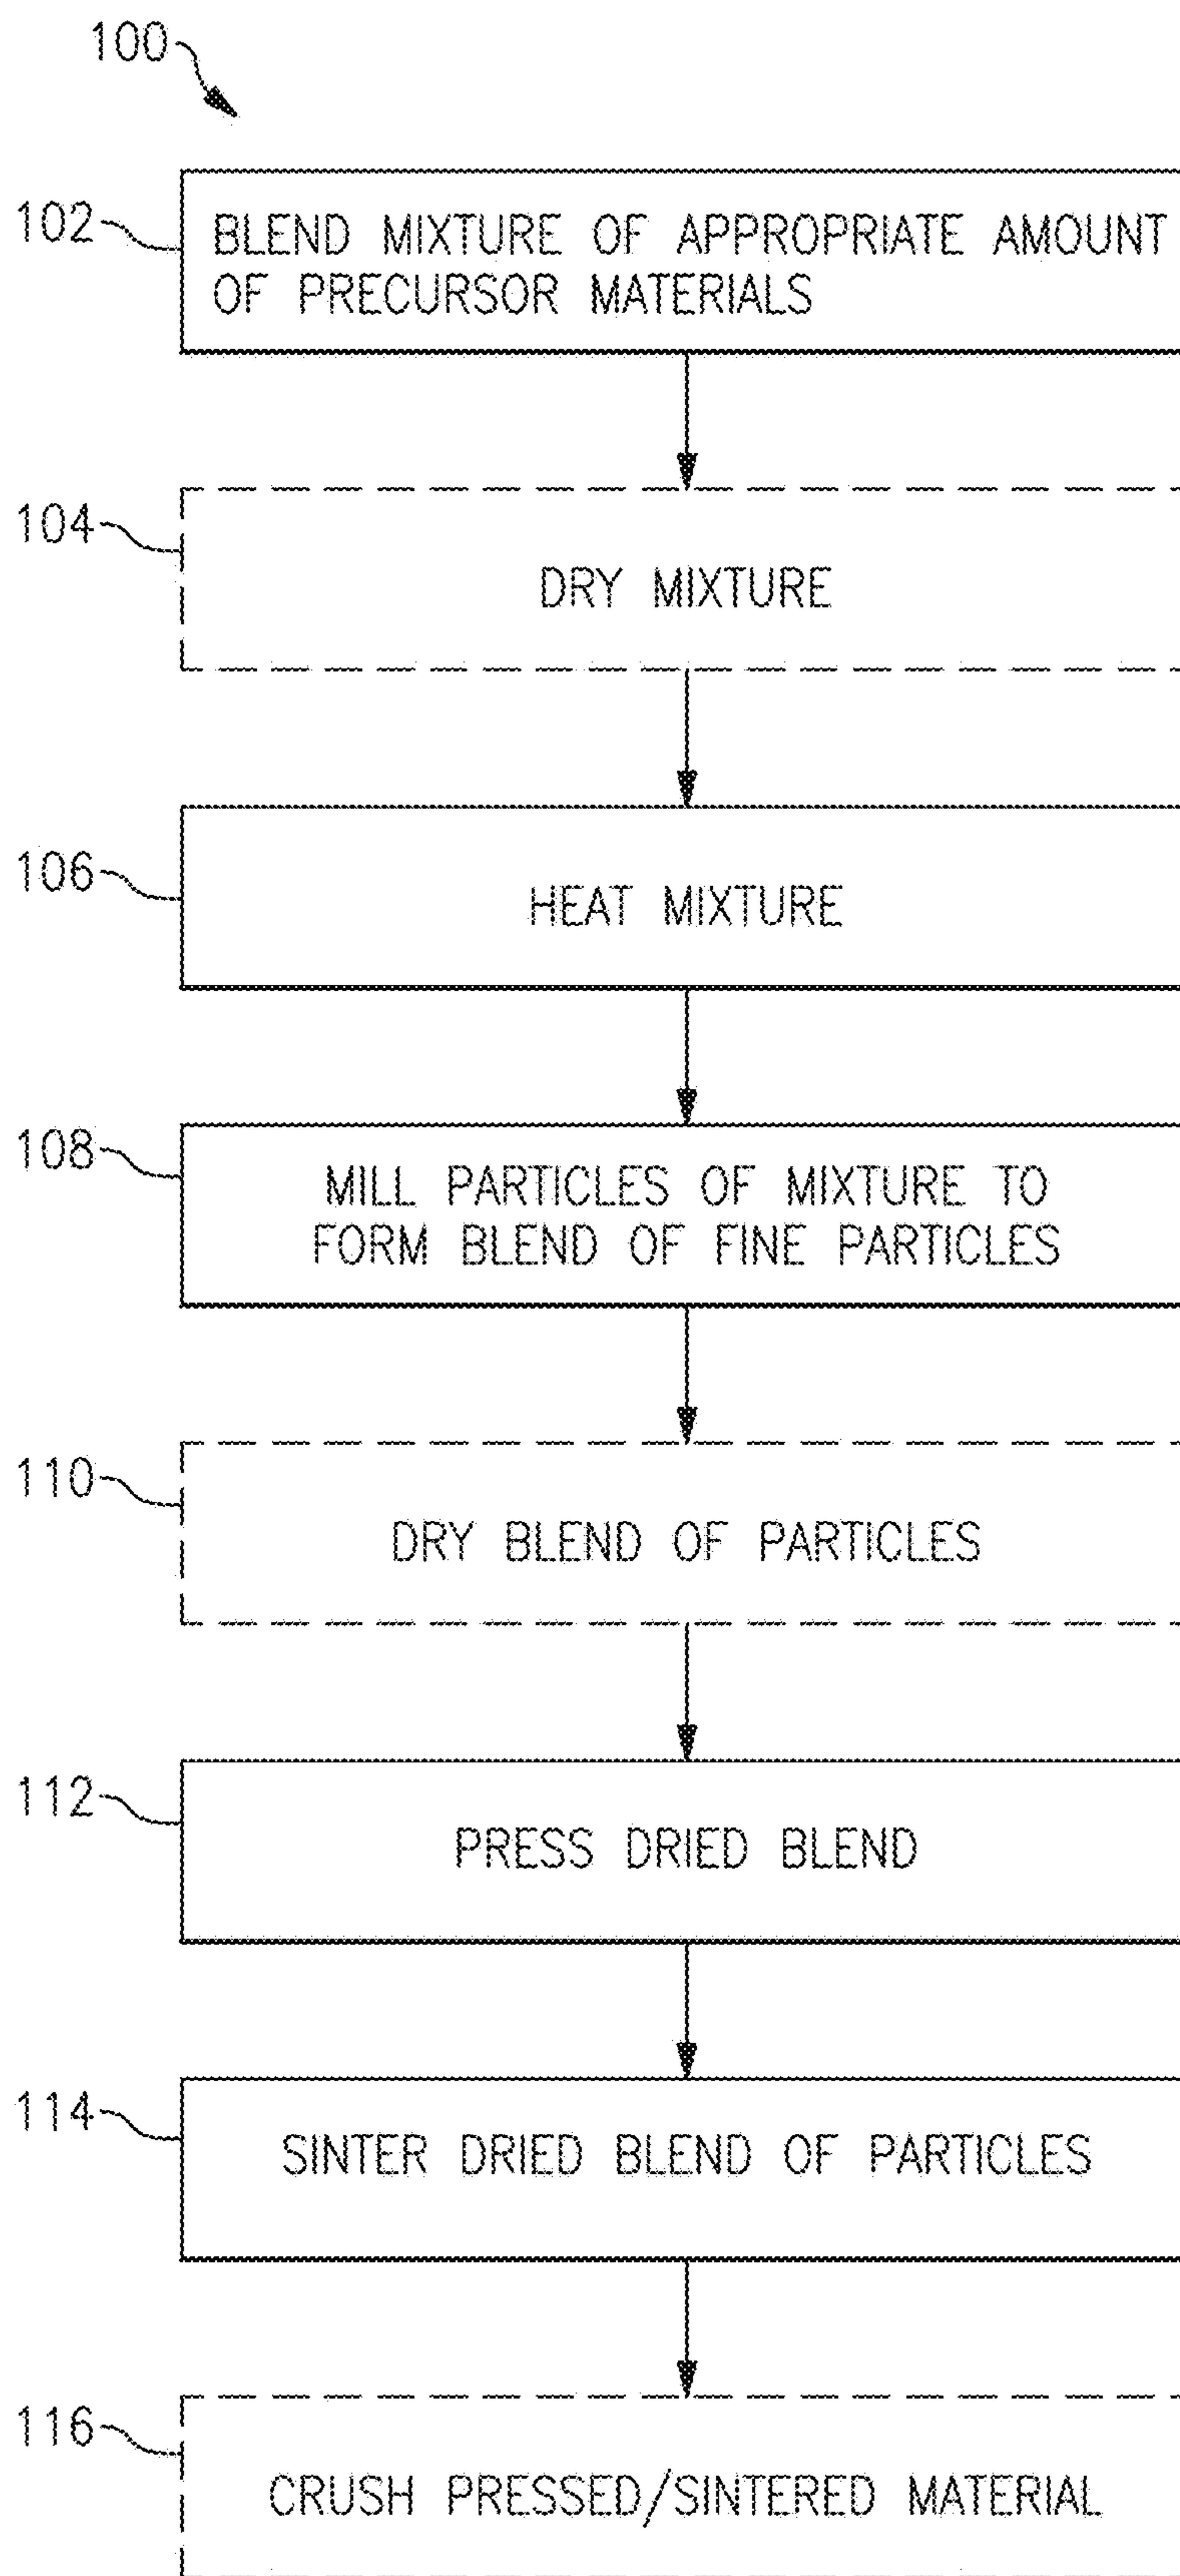 100
102
BLEND MIXTURE OF APPROPRIATE AMOUNT
OF PRECURSOR MATERIALS
104
DRY MIXTURE
106
HEAT MIXTURE
108
MILL PARTICLES OF MIXTURE TO
FORM BLEND OF FINE PARTICLES
110
DRY BLEND OF PARTICLES
112
PRESS DRIED BLEND
114
SINTER DRIED BLEND OF PARTICLES
116
CRUSH PRESSED/SINTERED MATERIAL